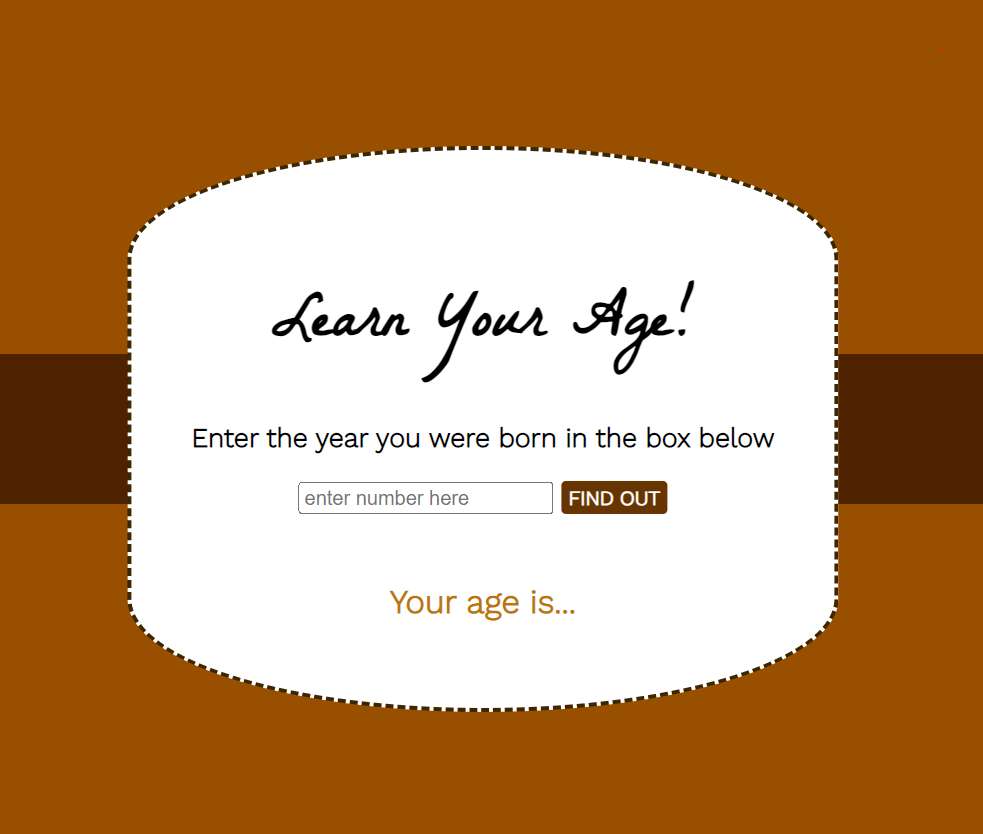 Learn Your Age!
Enter the year you were born in the box below
enter number here FIND OUT
Your age is...